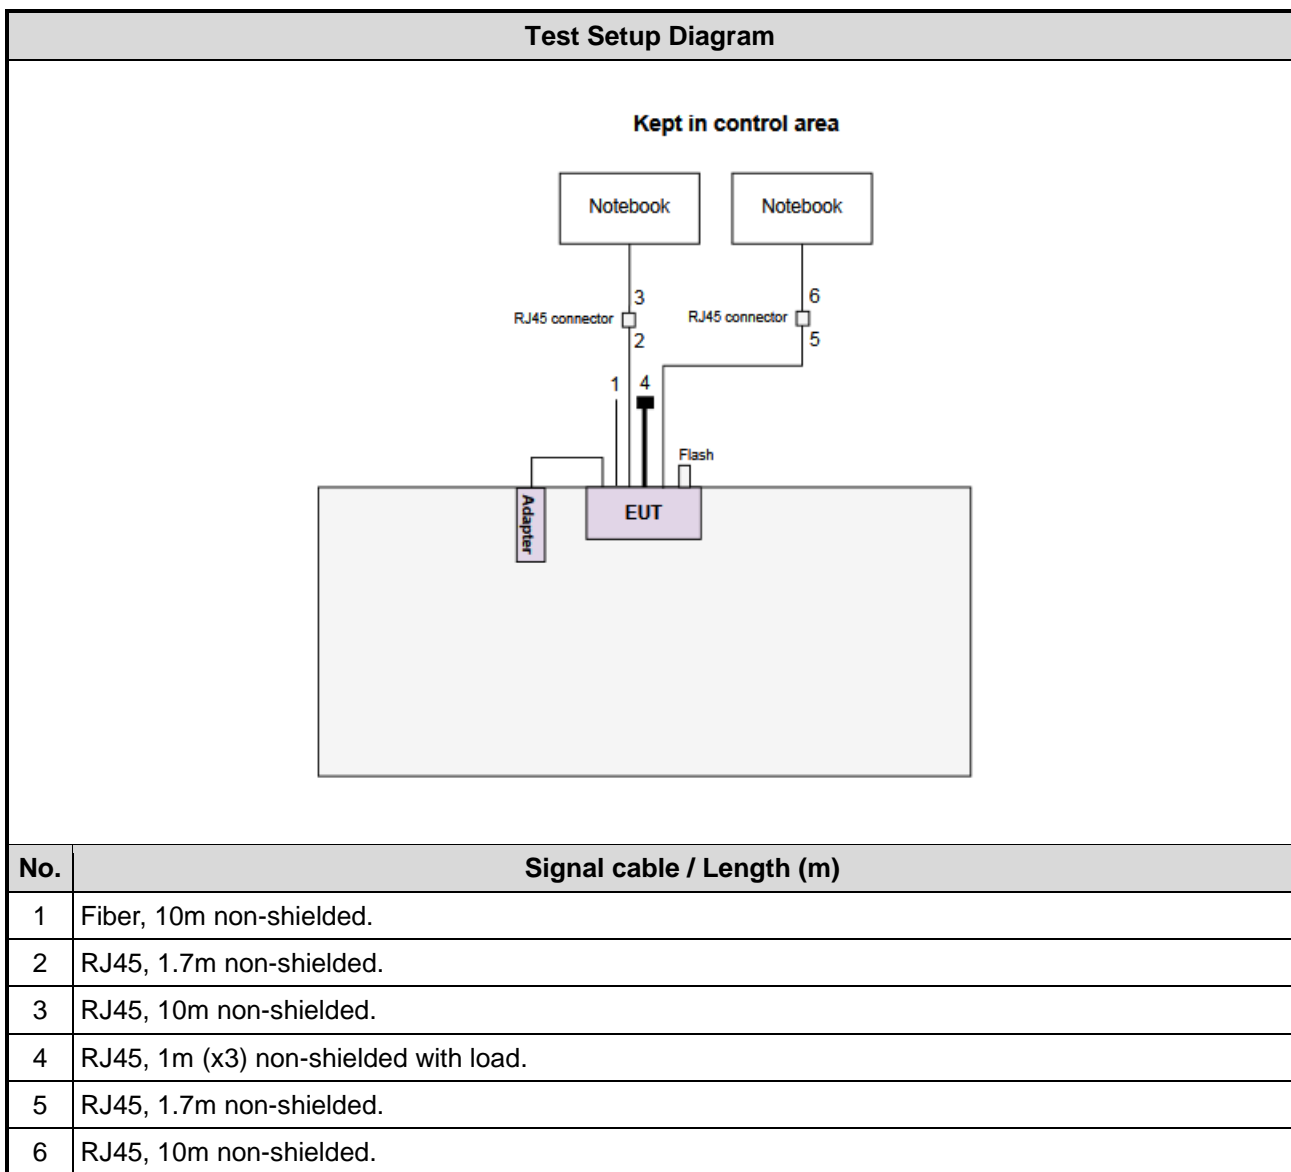 Test Setup Diagram
Kept in control area
Notebook
Notebook
3
6
RJ45 connector
RJ45 connector
2
5
1
4
Flash
Adapter
EUT
No.
Signal cable / Length (m)
1
Fiber, 10m non-shielded.
2
RJ45, 1.7m non-shielded.
3
RJ45, 10m non-shielded.
4
RJ45, 1m (x3) non-shielded with load.
5
RJ45, 1.7m non-shielded.
6
RJ45, 10m non-shielded.